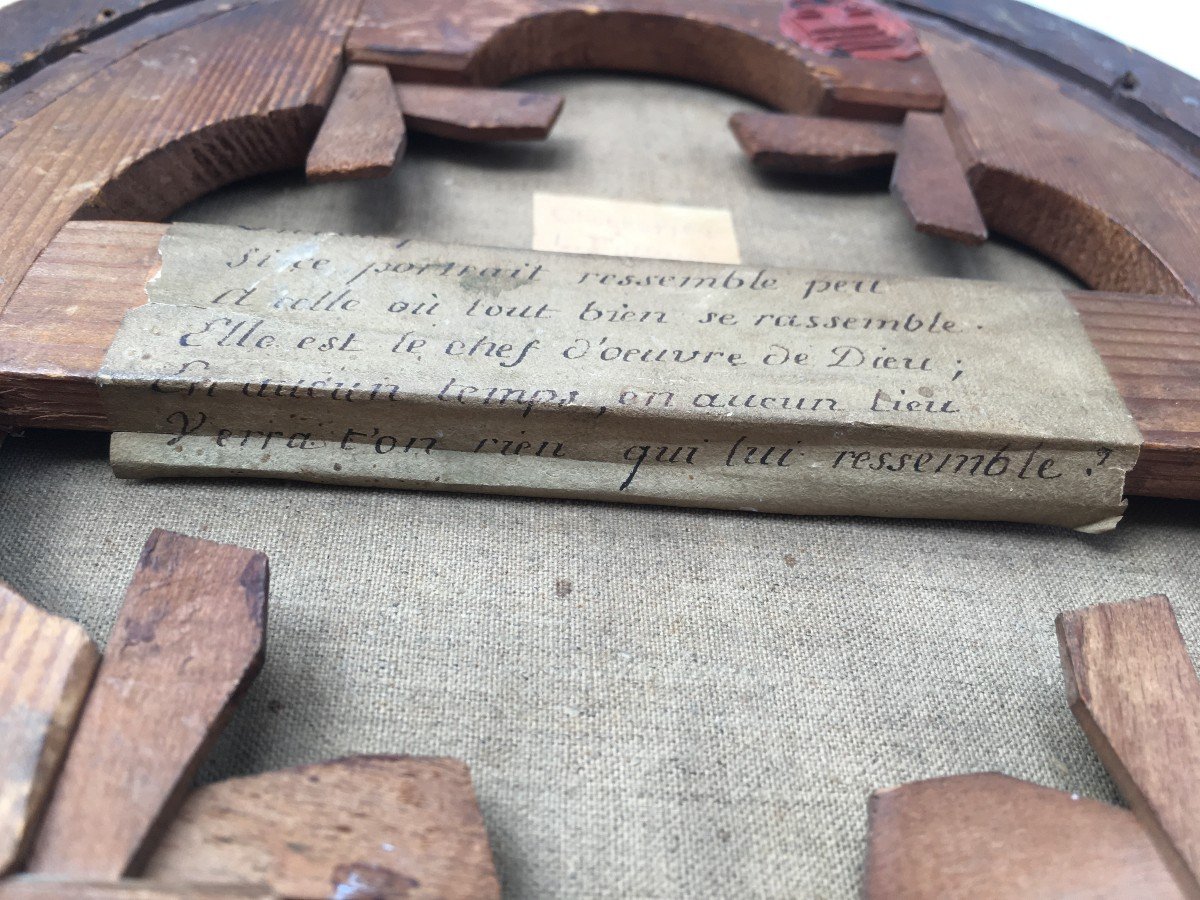 Si ce portrait ressemble peu
A celle où tout bien se rassemble.
Elle est le chef d'oeuvre de Dieu;
En aucun temps, en aucun lieu
Verra t'on rien qui lui ressemble?